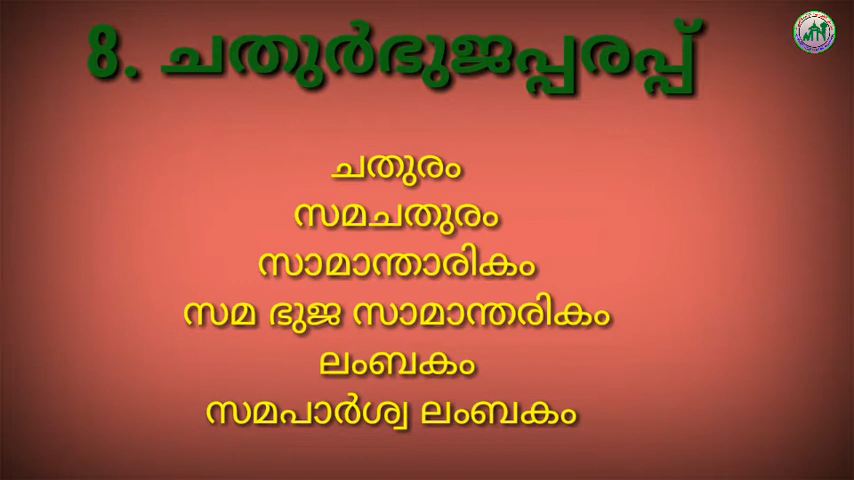 8. ചതുർഭുജപ്പരപ്പ്
ചതുരം
സമചതുരം
സാമാന്താരികം
സമ ഭുജ സാമാന്തരികം
ലംബകം
സമപാർശ്വ ലംബകം